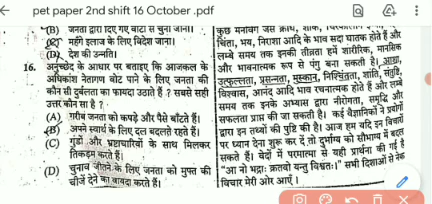 pet paper 2nd shift 16 October .pdf
(B) जनता द्वारा दिए गए वोटों से चुना जाना।
(C) महँगे इलाज के लिए विदेश जाना।
(D) देश की उन्नति।
16. अनुच्छेद के आधार पर बताइए कि आजकल के
अधिकांश नेतागण वोट पाने के लिए जनता की
कौन सी दुर्बलता का फायदा उठाते हैं ? सबसे सही
उत्तर कौन सा है ?
(A) गरीब जनता को कपड़े और पैसे बाँटते हैं।
(B) अपने स्वार्थ के लिए दल बदलते रहते हैं।
(C) गुंडों और भ्रष्टाचारियों के साथ मिलकर
तिकड़म करते हैं।
(D) चुनाव जीतने के लिए जनता को मुफ्त की
चीजें देने का वादा करते हैं।
कुछ मनोवेग जैसे क्रोध, शोक,
चिंता, भय, निराशा आदि के भाव सदा घातक होते हैं और
लम्बे समय तक इनकी तीव्रता हमें शारीरिक, मानसिक
और भावनात्मक रूप से पंगु बना सकती है। आशा,
उत्फुल्लता, प्रसन्नता, मुस्कान, निश्चिंतता, शांति, संतुष्टि,
विश्वास, आनंद आदि भाव रचनात्मक होते हैं और लम्बे
समय तक इनके अभ्यास द्वारा नीरोगता, समृद्धि और
सफलता प्राप्त की जा सकती है। कई वैज्ञानिकों ने प्रयोगों
द्वारा इन तथ्यों की पुष्टि की है। आज हम यदि इन विचारों
पर ध्यान देना शुरू कर दें तो दुर्भाग्य को सौभाग्य में बदल
सकते हैं। वेदों में परमात्मा से यही प्रार्थना की गई है
"आ नो भद्राः क्रतवो यन्तु विश्वतः।" सभी दिशाओं से नेक
विचार मेरी ओर आएं।